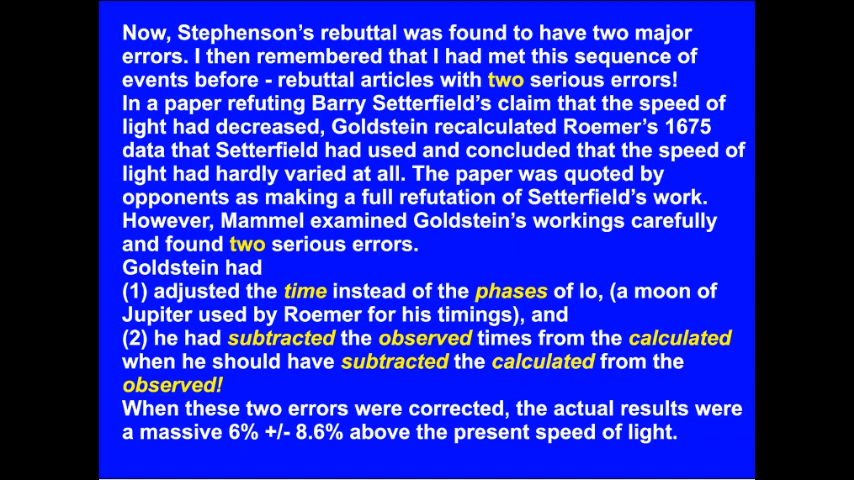 Now, Stephenson's rebuttal was found to have two major
errors. I then remembered that I had met this sequence of
events before - rebuttal articles with two serious errors!
In a paper refuting Barry Setterfield's claim that the speed of
light had decreased, Goldstein recalculated Roemer's 1675
data that Setterfield had used and concluded that the speed of
light had hardly varied at all. The paper was quoted by
opponents as making a full refutation of Setterfield's work.
However, Mammel examined Goldstein's workings carefully
and found two serious errors.
Goldstein had
(1) adjusted the time instead of the phases of Io, (a moon of
Jupiter used by Roemer for his timings), and
(2) he had subtracted the observed times from the calculated
when he should have subtracted the calculated from the
observed!
When these two errors were corrected, the actual results were
a massive 6% +/- 8.6% above the present speed of light.